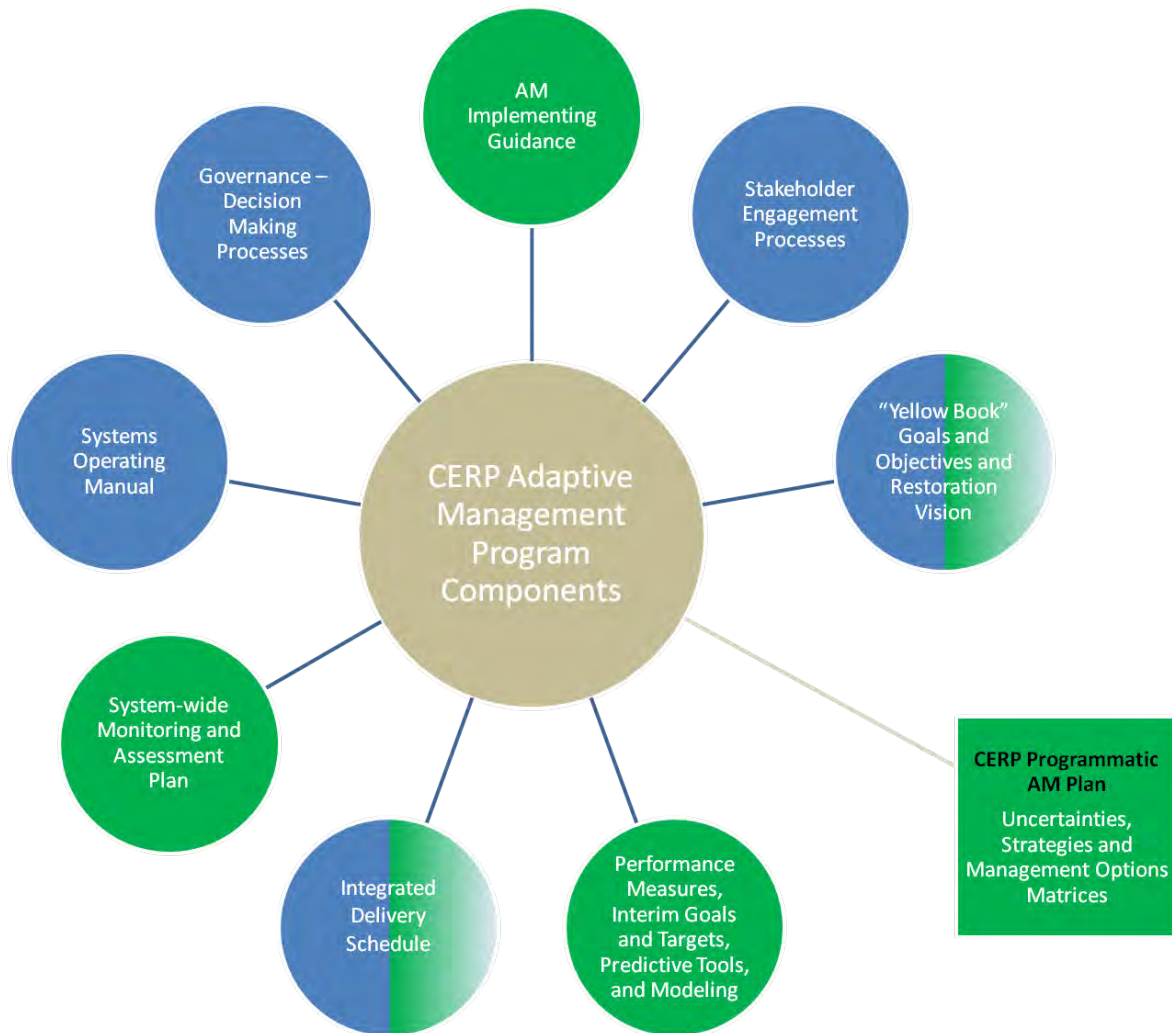 AM
Implementing
Guidance
Governance –
Decision
Making
Processes
Stakeholder
Engagement
Processes
"Yellow Book"
Goals and
Objectives and
Restoration
Vision
Systems
Operating
Manual
CERP Adaptive
Management
Program
Components
System-wide
Monitoring and
Assessment
Plan
CERP Programmatic
AM Plan
Uncertainties,
Strategies and
Management Options
Matrices
Integrated
Delivery
Schedule
Performance
Measures,
Interim Goals
and Targets,
Predictive Tools,
and Modeling